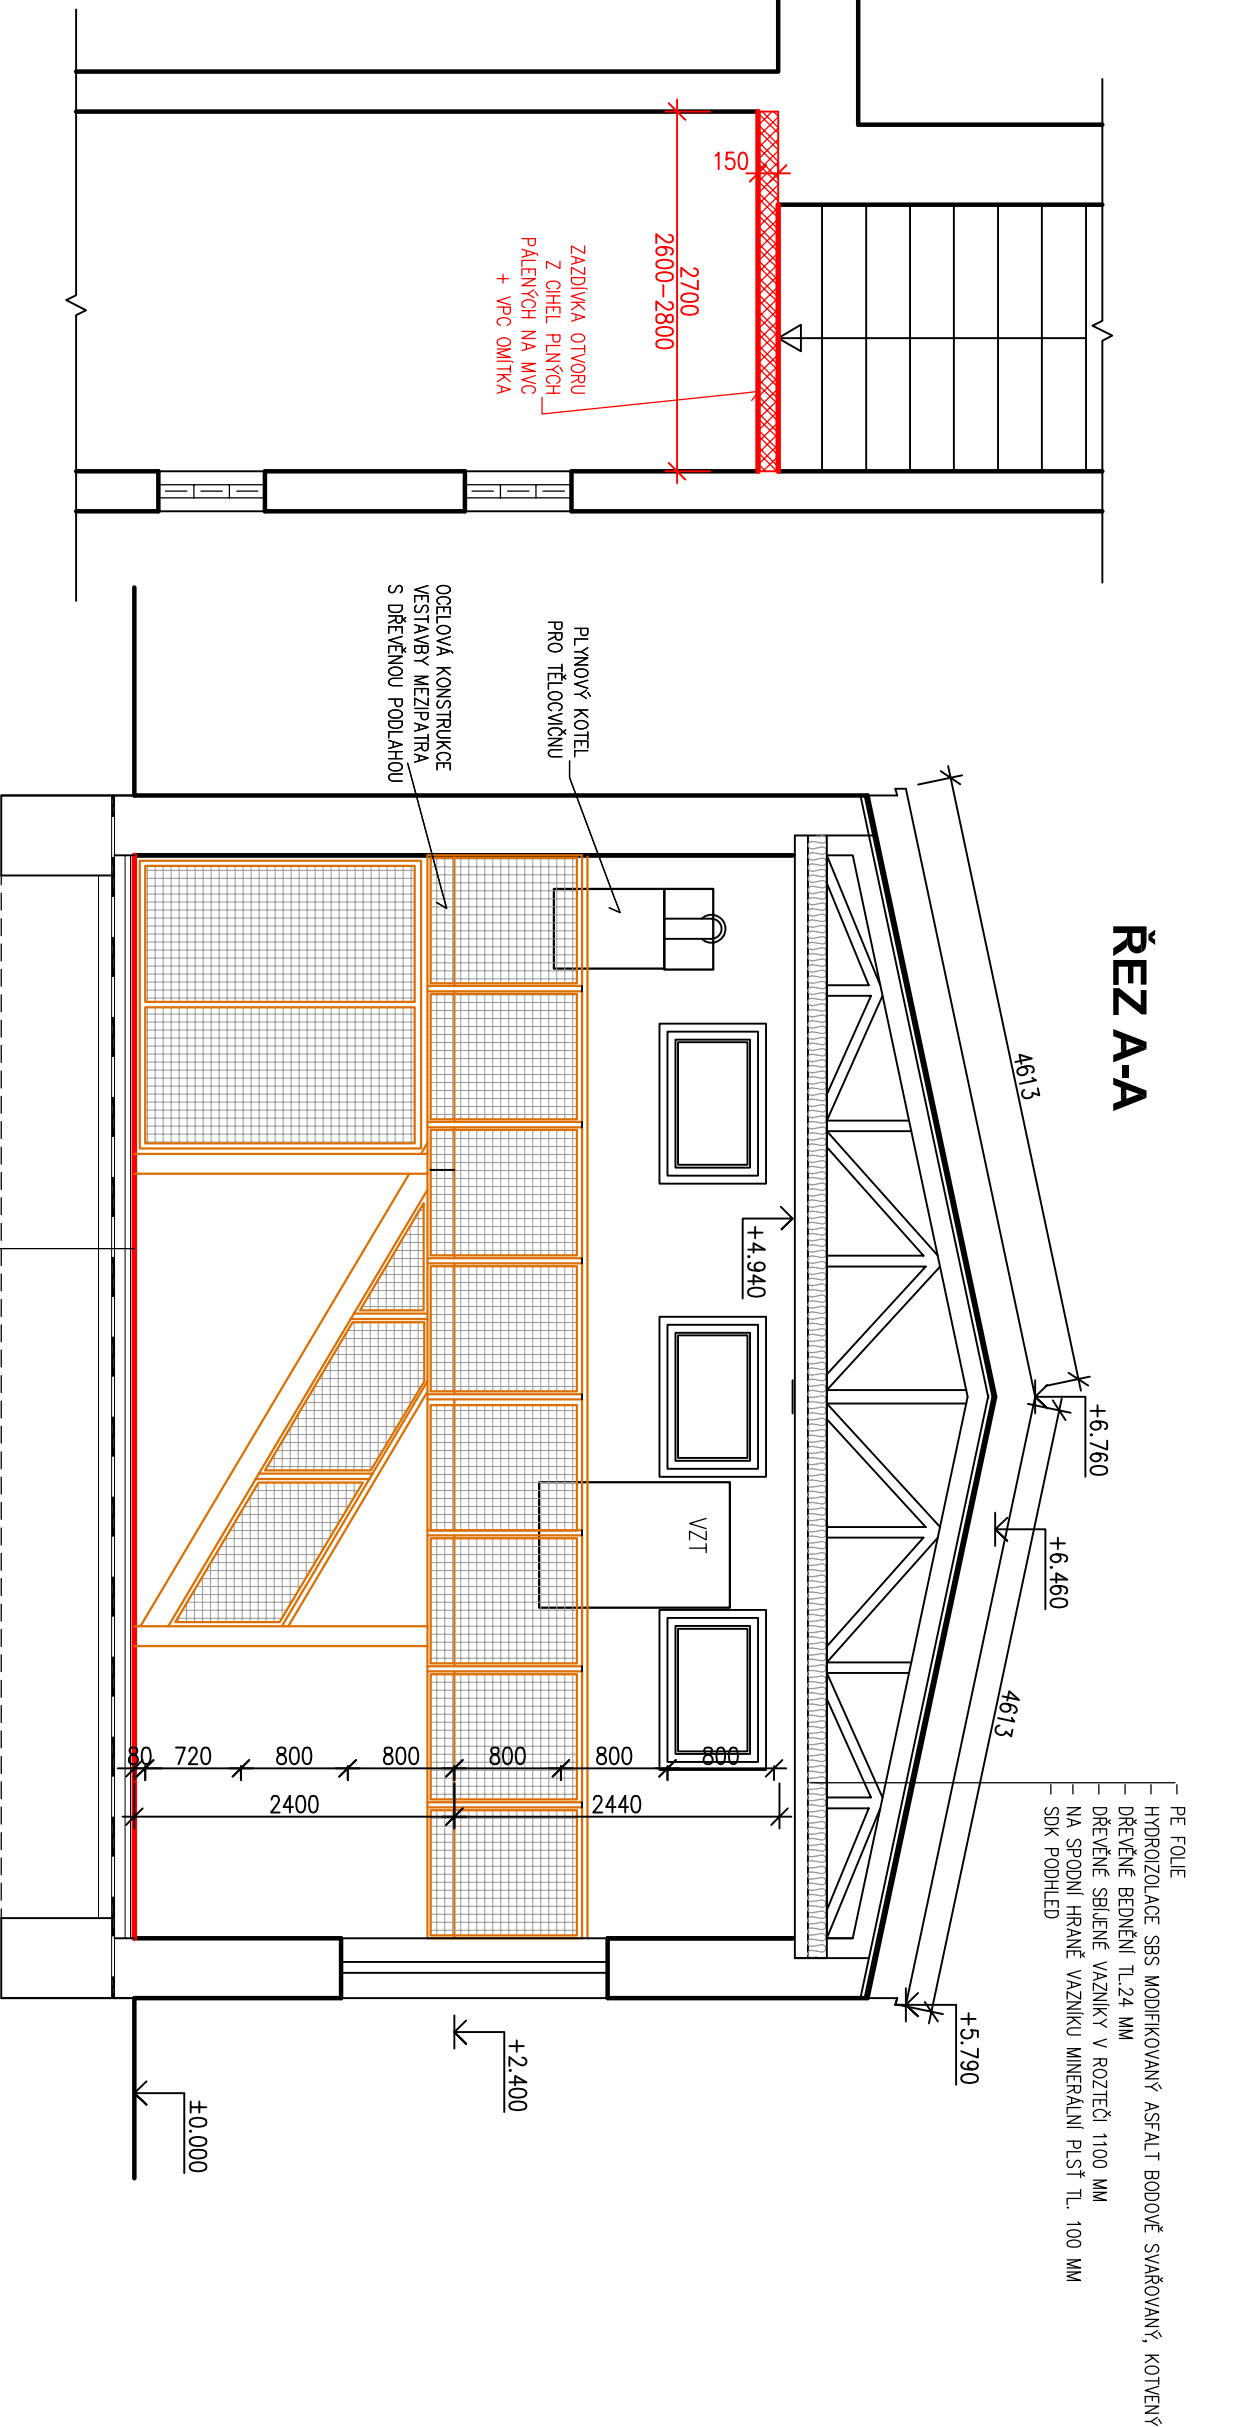 ŘEZ A-A
4613
+6.760
+6.460
4613
+5.790
- PE FOLIE
- HYDROIZOLACE SBS MODIFIKOVANÝ ASFALT BODOVĚ SVAŘOVANÝ, KOTVENÝ
- DŘEVĚNÉ BEDNĚNÍ TL.24 MM
- DŘEVĚNÉ SBÍJENÉ VAZNÍKY V ROZTEČI 1100 MM
- NA SPODNÍ HRANĚ VAZNÍKU MINERÁLNÍ PLSŤ TL. 100 MM
- SDK PODHLED
+4.940
VZT
PLYNOVÝ KOTEL
PRO TĚLOCVIČNU
OCELOVÁ KONSTRUKCE
VESTAVBY MEZIPATRA
S DŘEVĚNOU PODLAHOU
80
720
800
800
800
800
800
2400
2440
+2.400
±0.000
150
2700
2600-2800
ZAZDÍVKA OTVORU
Z CIHEL PLNÝCH
PÁLENÝCH NA MVC
+ VPC OMÍTKA